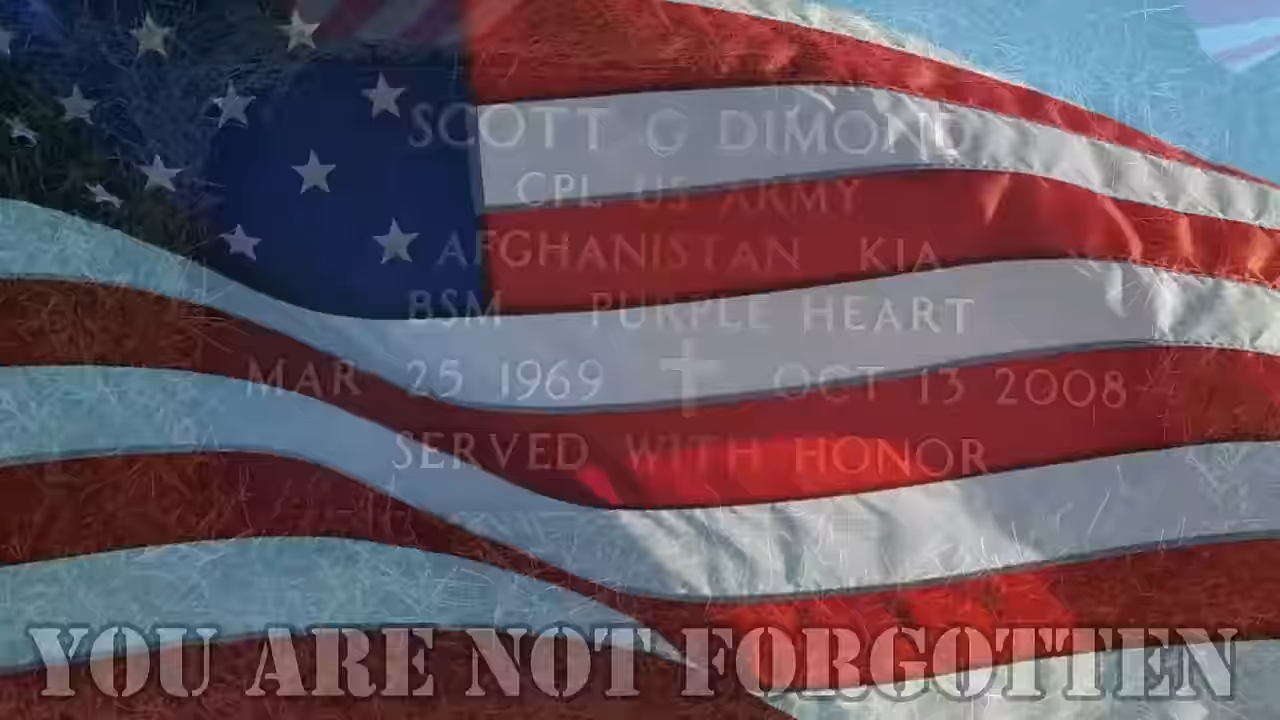 SCOTT G DIMOND
CPL US ARMY
AFGHANISTAN KIA
BSM PURPLE HEART
MAR 25 1969 OCT 13 2008
SERVED WITH HONOR
YOU ARE NOT FORGOTTEN